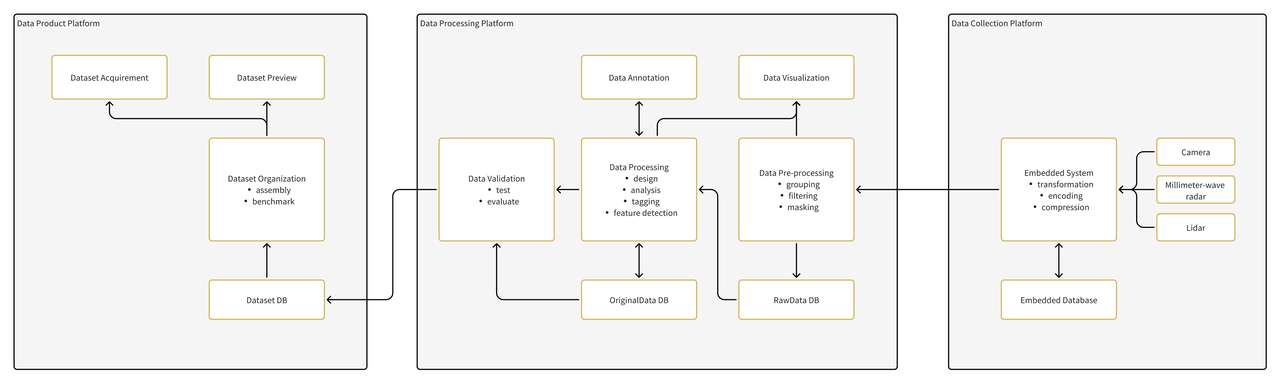 Data Product Platform
Dataset Acquirement
Dataset Preview
Dataset Organization
• assembly
• benchmark
Dataset DB
Data Processing Platform
Data Annotation
Data Visualization
Data Validation
• test
• evaluate
Data Processing
• design
• analysis
• tagging
• feature detection
Data Pre-processing
• grouping
• filtering
• masking
OriginalData DB
RawData DB
Data Collection Platform
Embedded System
• transformation
• encoding
• compression
Camera
Millimeter-wave
radar
Lidar
Embedded Database